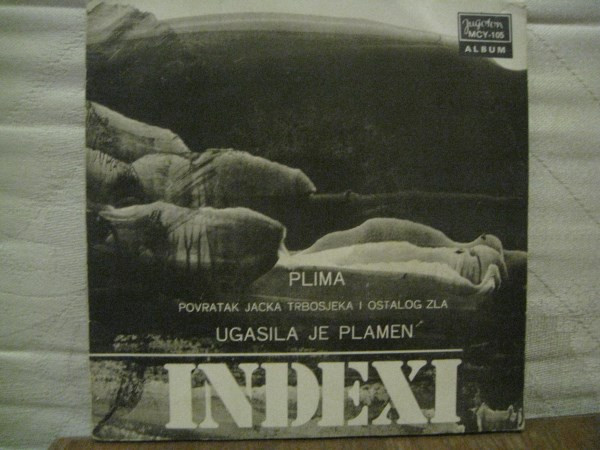 Jugoton
MCY-105
ALBUM
PLIMA
POVRATAK JACKA TRBOSJEKA I OSTALOG ZLA
UGASILA JE PLAMEN
INDEXI